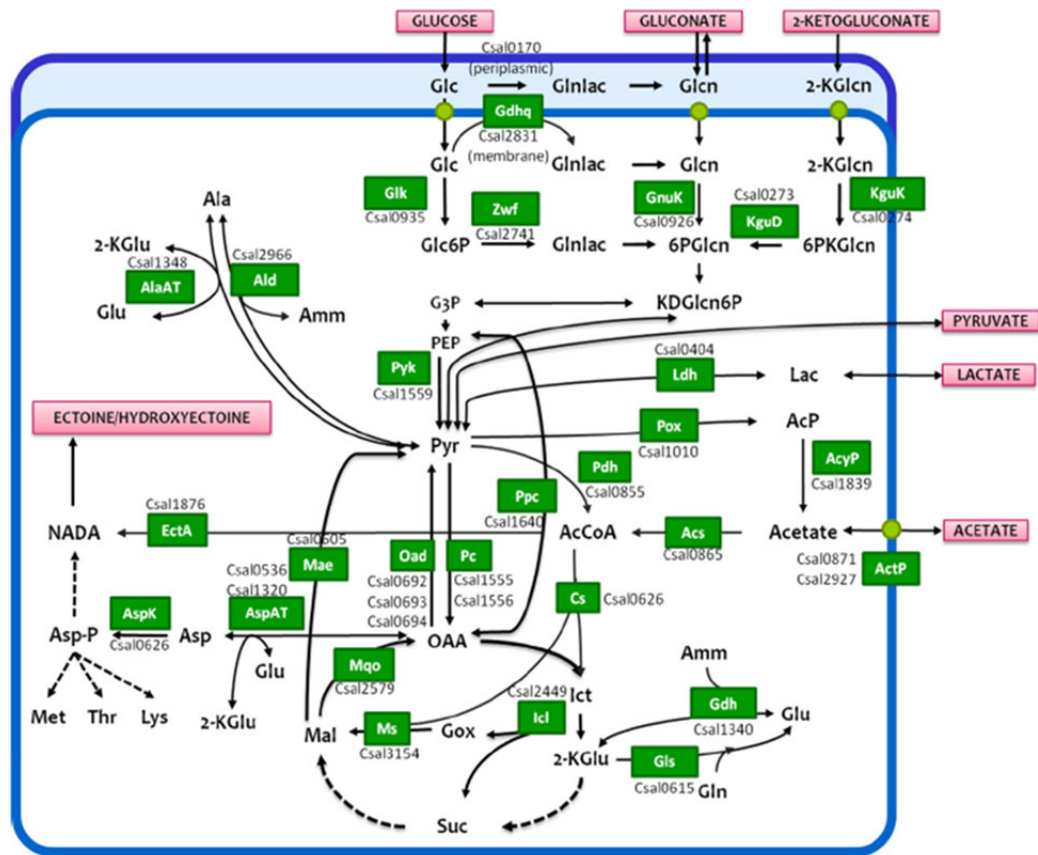 GLUCOSE GLUCONATE 2-KETOGLUCONATE
Csal0170
(periplasmic)
Glc Glnlac Glcn 2-KGlcn
Gdhq
Csal2831
(membrane)
Glc Glnlac Glcn 2-KGlcn
Glk
Csal0935
Zwf
Csal2741
GnuK
Csal0926
Csal0273
KguD
KguK
Csal0274
Glc6P Glnlac 6PGlcn 6PKGlcn
Ala
2-KGlu
Csal1348
AlaAT
Glu
Csal2966
Ald
Amm
G3P KDGlcn6P
PEP
PYRUVATE
Pyk
Csal1559
Csal0404
Ldh
Lac
LACTATE
ECTOINE/HYDROXYECTOINE
Pyr
Pox
Csal1010
AcP
AcyP
Csal1839
Pdh
Csal0855
Ppc
Csal1640
Csal1876
NADA
EctA
AcCoA
Acs
Csal0865
Acetate
ACETATE
Csal0871
Csal2927
ActP
Csal0605
Mae
Oad
Csal0692
Csal0693
Csal0694
Pc
Csal1555
Csal1556
Cs
Csal0626
Csal0536
Csal1320
AspAT
AspK
Csal0626
Asp-P Asp
OAA
Glu
2-KGlu
Mqo
Csal2579
Met Thr Lys
Mal
Ms
Csal3154
Gox
Csal2449
Icl
Ict
2-KGlu
Amm
Gdh
Csal1340
Glu
Gls
Csal0615
Gln
Suc